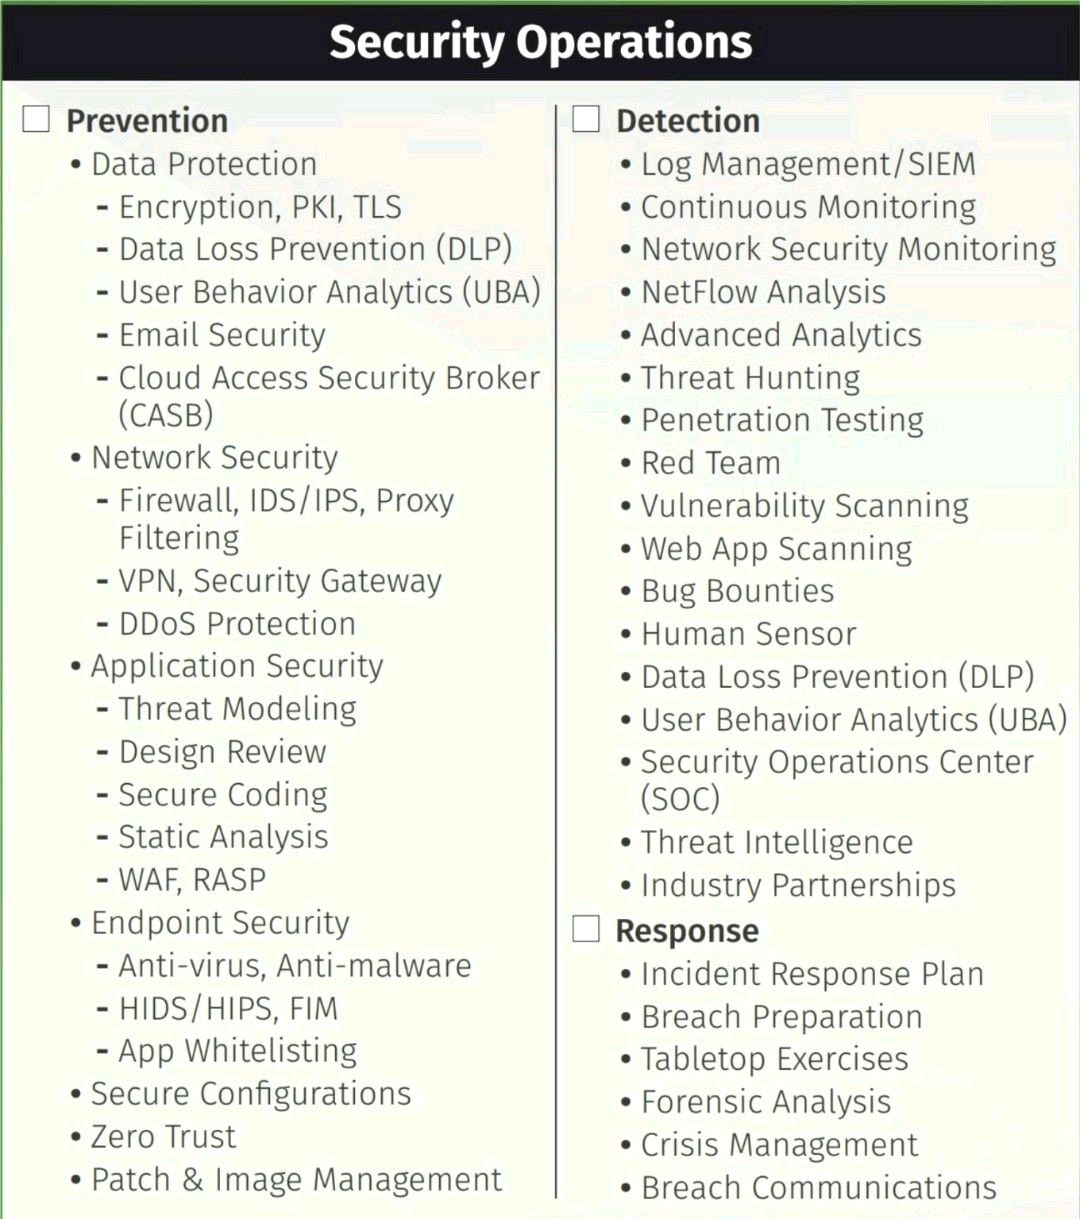 Security Operations
Prevention
• Data Protection
- Encryption, PKI, TLS
- Data Loss Prevention (DLP)
- User Behavior Analytics (UBA)
- Email Security
- Cloud Access Security Broker
(CASB)
• Network Security
- Firewall, IDS/IPS, Proxy
Filtering
- VPN, Security Gateway
- DDoS Protection
• Application Security
- Threat Modeling
- Design Review
- Secure Coding
- Static Analysis
- WAF, RASP
• Endpoint Security
- Anti-virus, Anti-malware
- HIDS/HIPS, FIM
- App Whitelisting
• Secure Configurations
• Zero Trust
• Patch & Image Management
Detection
• Log Management/SIEM
• Continuous Monitoring
• Network Security Monitoring
• NetFlow Analysis
• Advanced Analytics
• Threat Hunting
• Penetration Testing
• Red Team
• Vulnerability Scanning
• Web App Scanning
• Bug Bounties
• Human Sensor
• Data Loss Prevention (DLP)
• User Behavior Analytics (UBA)
• Security Operations Center
(SOC)
• Threat Intelligence
• Industry Partnerships
Response
• Incident Response Plan
• Breach Preparation
• Tabletop Exercises
• Forensic Analysis
• Crisis Management
• Breach Communications